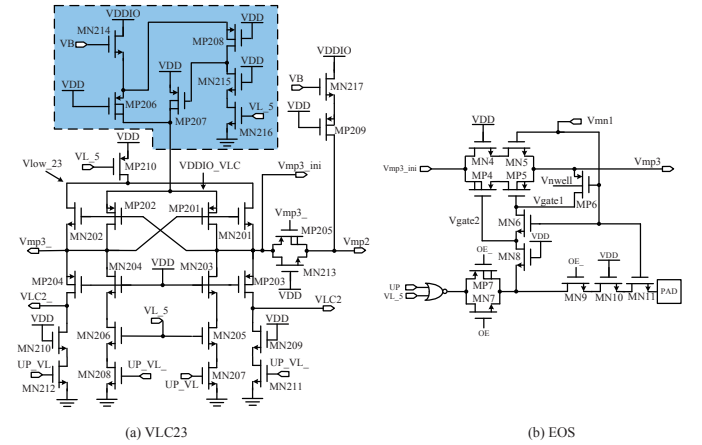 VDDIO
MN214
VB
VDD
MP208
VDD
VDD
MN215
VDD
MP206
MP207
VL_5
MN216
VDDIO
VB
MN217
VDD
MP209
VL_5
VDD
MP210
Vlow_23
VDDIO_VLC
Vmp3_ini
MP202
MP201
MN202
MN201
Vmp3_
Vmp3_
MP205
Vmp2
MN213
VDD
MP204
MN204
VDD
MN203
MP203
VLC2_
VLC2
VDD
MN210
MN206
VL_5
MN205
VDD
MN209
UP_VL
MN212
MN208
UP_VL_
UP_VL
MN207
UP_VL_
MN211
(a) VLC23
Vmn1
VDD
Vmp3_ini
MN4
MN5
Vmp3
MP4
MP5
Vnwell
MP6
Vgate1
Vgate2
MN6
VDD
MN8
OE_
UP
VL_5
MP7
MN7
OE
OE_
VDD
MN9
MN10
MN11
PAD
(b) EOS